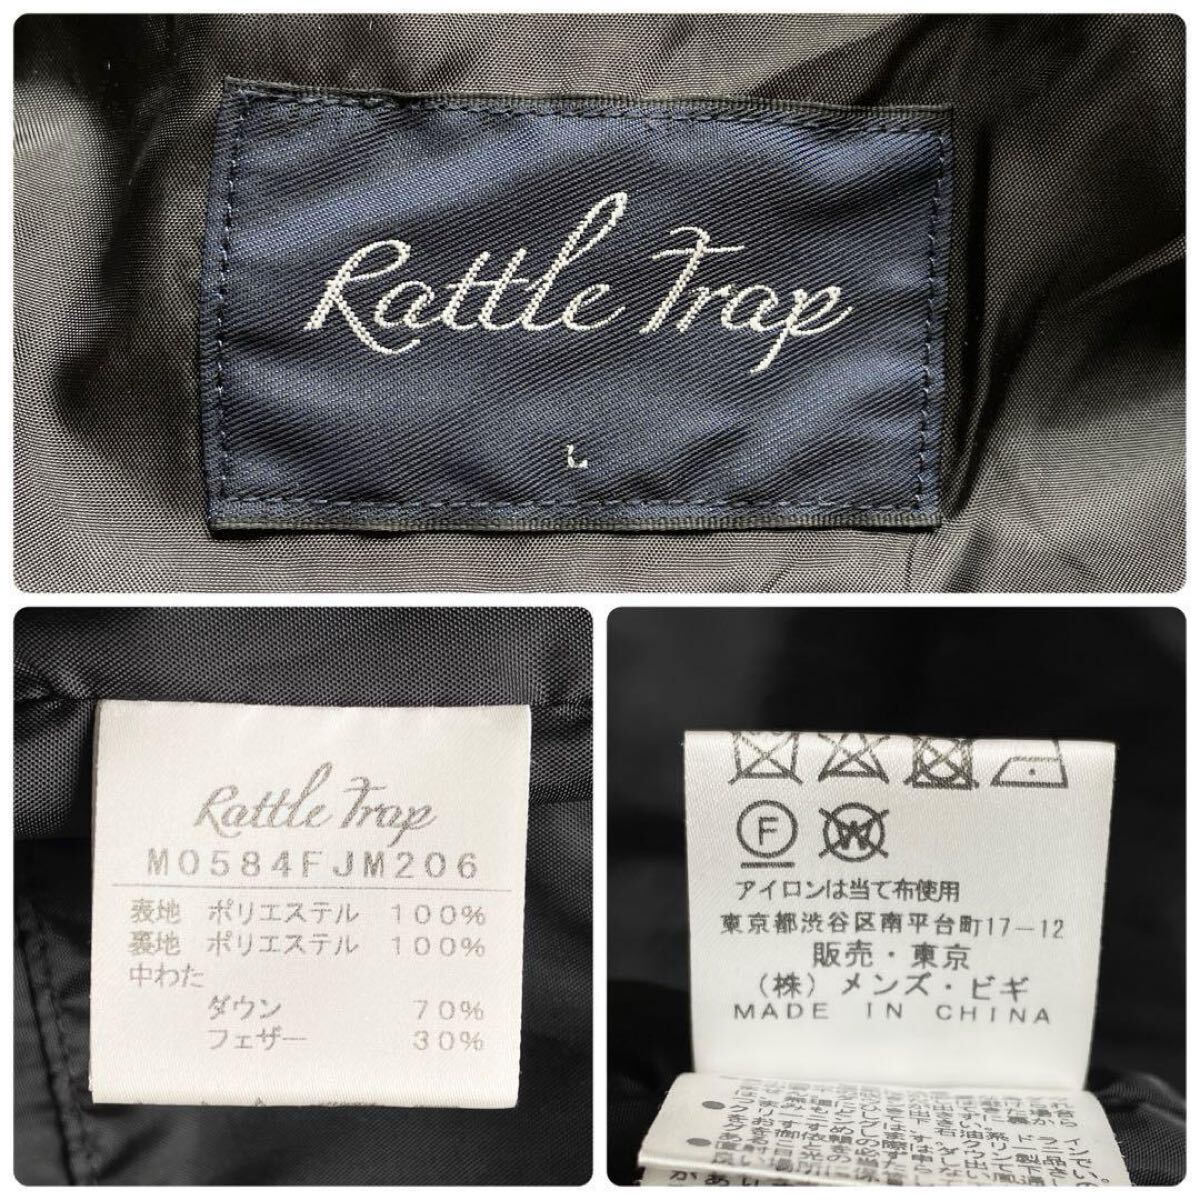 Rattle Trap
L
Rattle Trap
M0584FJM206
表地 ポリエステル 100%
裏地 ポリエステル 100%
中わた
ダウン 70%
フェザー 30%
F
W
アイロンは当て布使用
東京都渋谷区南平台町17-12
販売・東京
(株)メンズ・ビギ
MADE IN CHINA